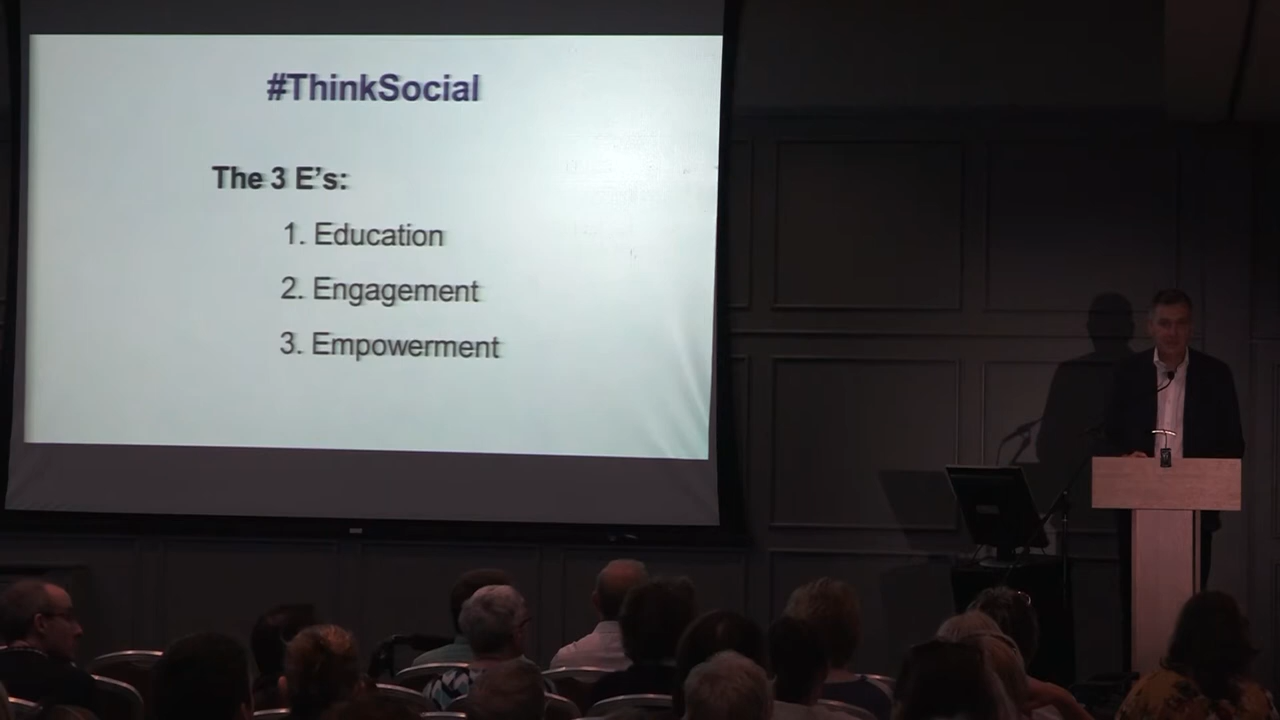 #ThinkSocial
The 3 E's:
1. Education
2. Engagement
3. Empowerment